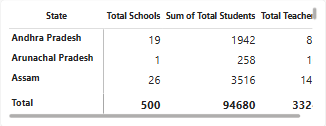 State Total Schools Sum of Total Students Total Teacher
Andhra Pradesh 19 1942 8
Arunachal Pradesh 1 258 1
Assam 26 3516 14
Total 500 94680 332